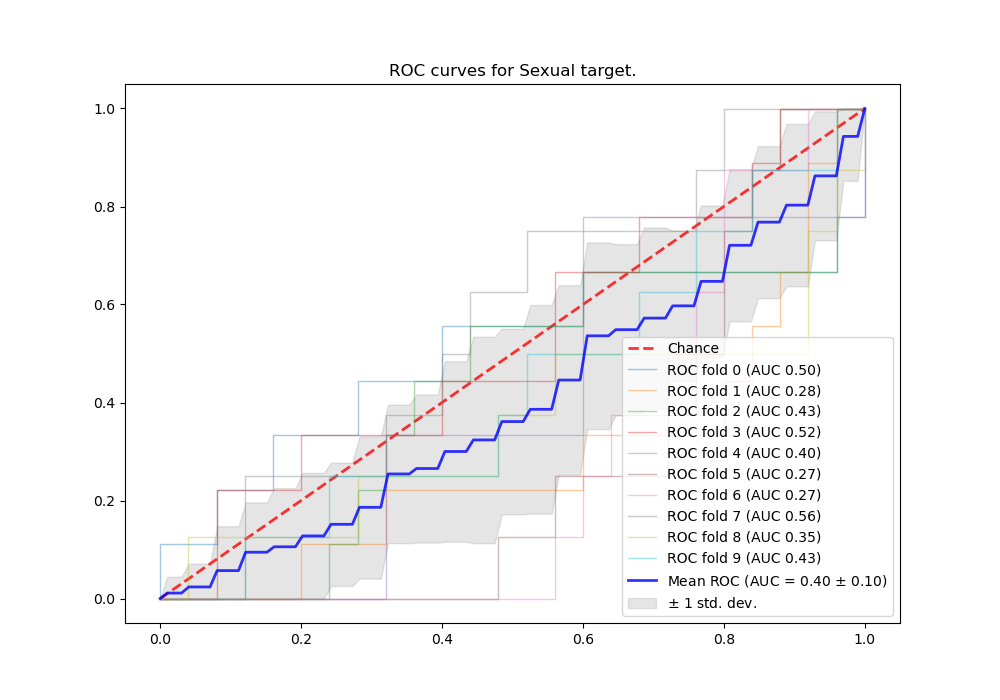 ROC curves for Sexual target.
1.0
0.8
0.6
0.4
0.2
0.0
0.0 0.2 0.4 0.6 0.8 1.0
Chance
ROC fold 0 (AUC 0.50)
ROC fold 1 (AUC 0.28)
ROC fold 2 (AUC 0.43)
ROC fold 3 (AUC 0.52)
ROC fold 4 (AUC 0.40)
ROC fold 5 (AUC 0.27)
ROC fold 6 (AUC 0.27)
ROC fold 7 (AUC 0.56)
ROC fold 8 (AUC 0.35)
ROC fold 9 (AUC 0.43)
Mean ROC (AUC = 0.40 ± 0.10)
± 1 std. dev.